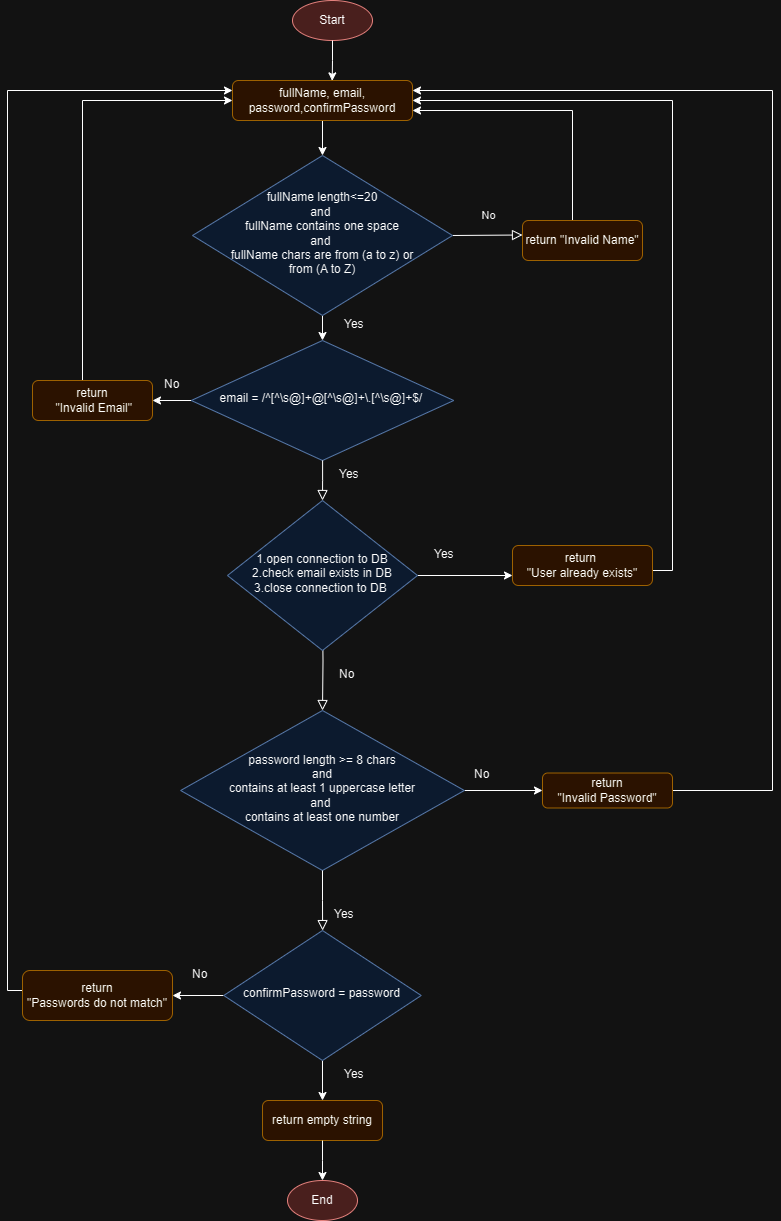 Start
fullName, email,
password,confirmPassword
fullName length<=20
and
fullName contains one space
and
fullName chars are from (a to z) or
from (A to Z)
No
return "Invalid Name"
Yes
email = /^[^\s@]+@[^\s@]+\.[^\s@]+$/
No
return
"Invalid Email"
Yes
1.open connection to DB
2.check email exists in DB
3.close connection to DB
Yes
return
"User already exists"
No
password length >= 8 chars
and
contains at least 1 uppercase letter
and
contains at least one number
No
return
"Invalid Password"
Yes
confirmPassword = password
No
return
"Passwords do not match"
Yes
return empty string
End